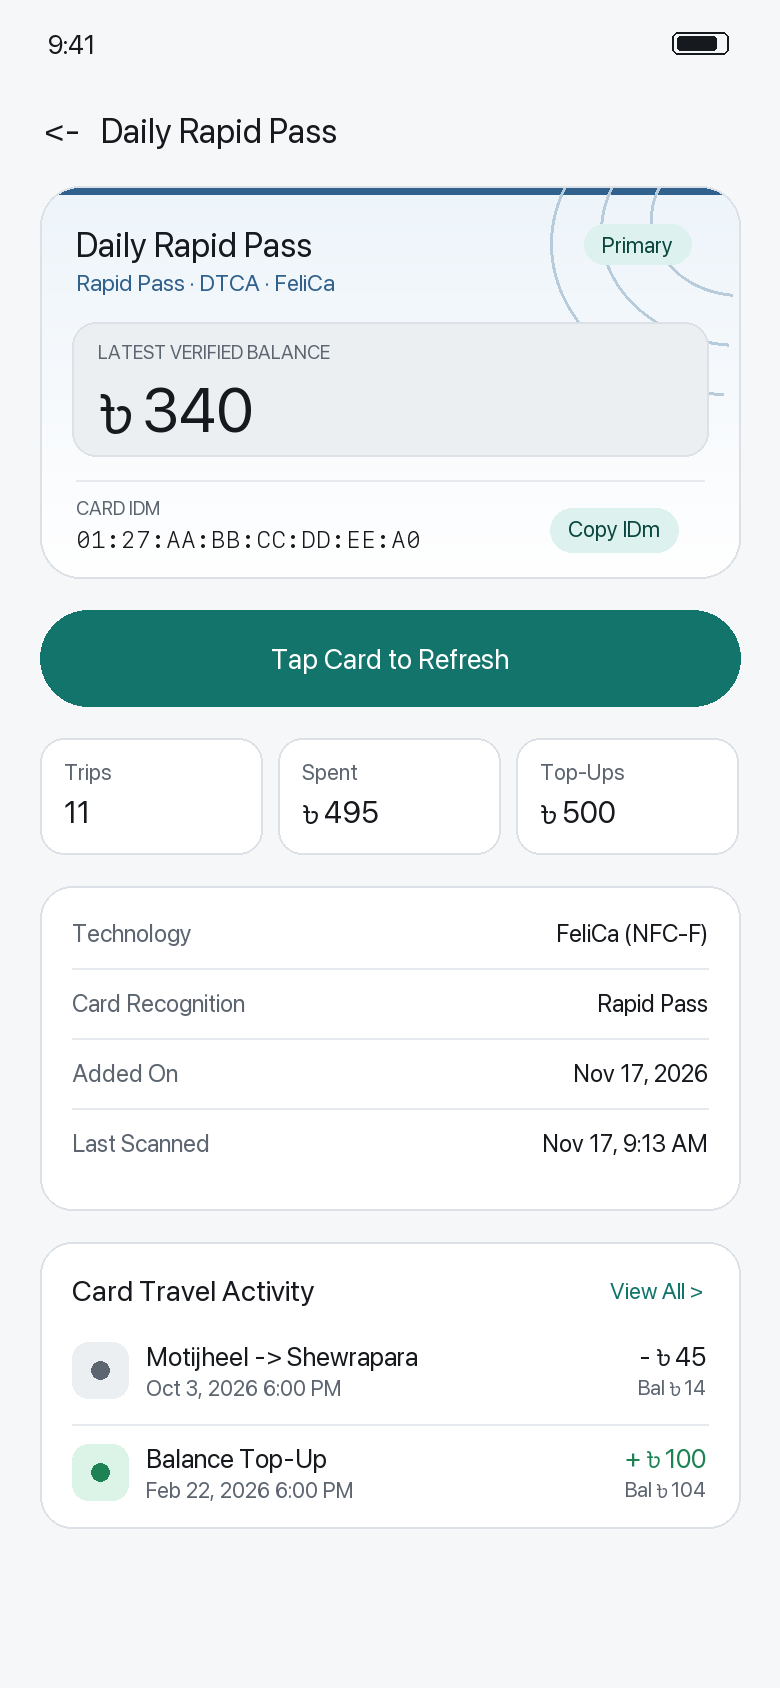 9:41
<- Daily Rapid Pass
Daily Rapid Pass
Primary
Rapid Pass · DTCA · FeliCa
LATEST VERIFIED BALANCE
৳ 340
CARD IDM
01:27:AA:BB:CC:DD:EE:A0
Copy IDm
Tap Card to Refresh
Trips
11
Spent
৳ 495
Top-Ups
৳ 500
Technology
FeliCa (NFC-F)
Card Recognition
Rapid Pass
Added On
Nov 17, 2026
Last Scanned
Nov 17, 9:13 AM
Card Travel Activity
View All >
Motijheel -> Shewrapara
- ৳ 45
Oct 3, 2026 6:00 PM
Bal ৳ 14
Balance Top-Up
+ ৳ 100
Feb 22, 2026 6:00 PM
Bal ৳ 104